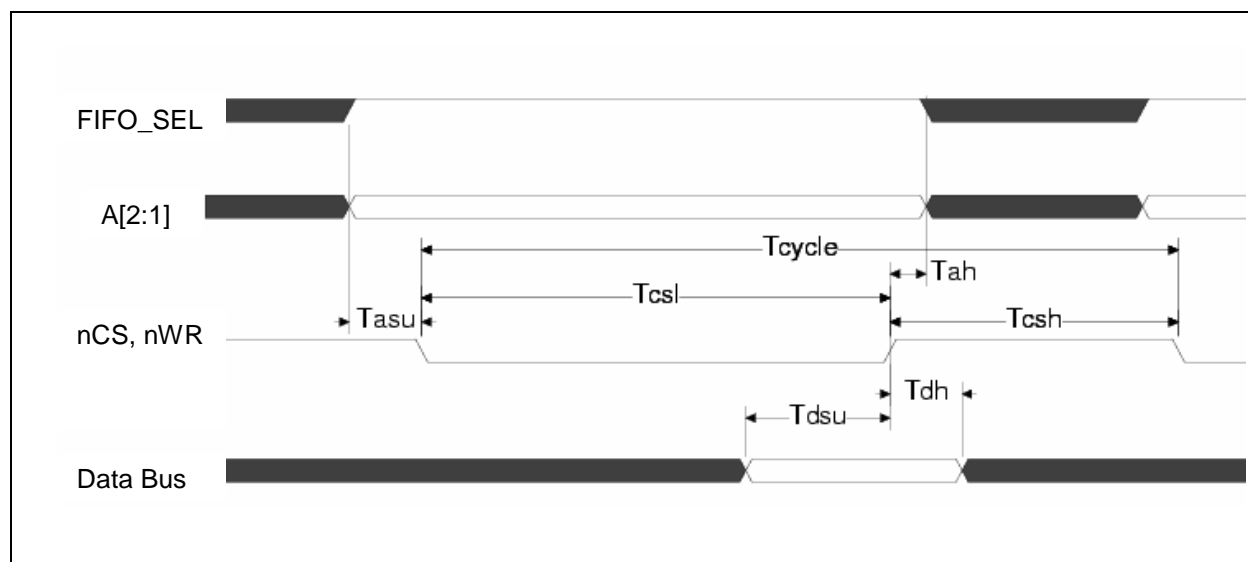 FIFO_SEL
A[2:1]
Tcycle
Tah
Tcsl
Tasu
Tcsh
nCS, nWR
Tdh
Tdsu
Data Bus